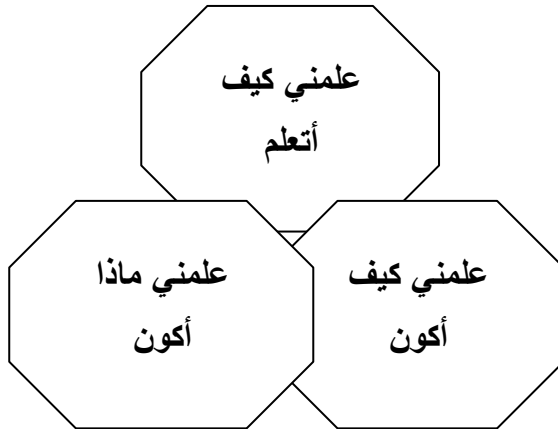 علمني كيف
أتعلم
علمني كيف
أكون
علمني ماذا
أكون